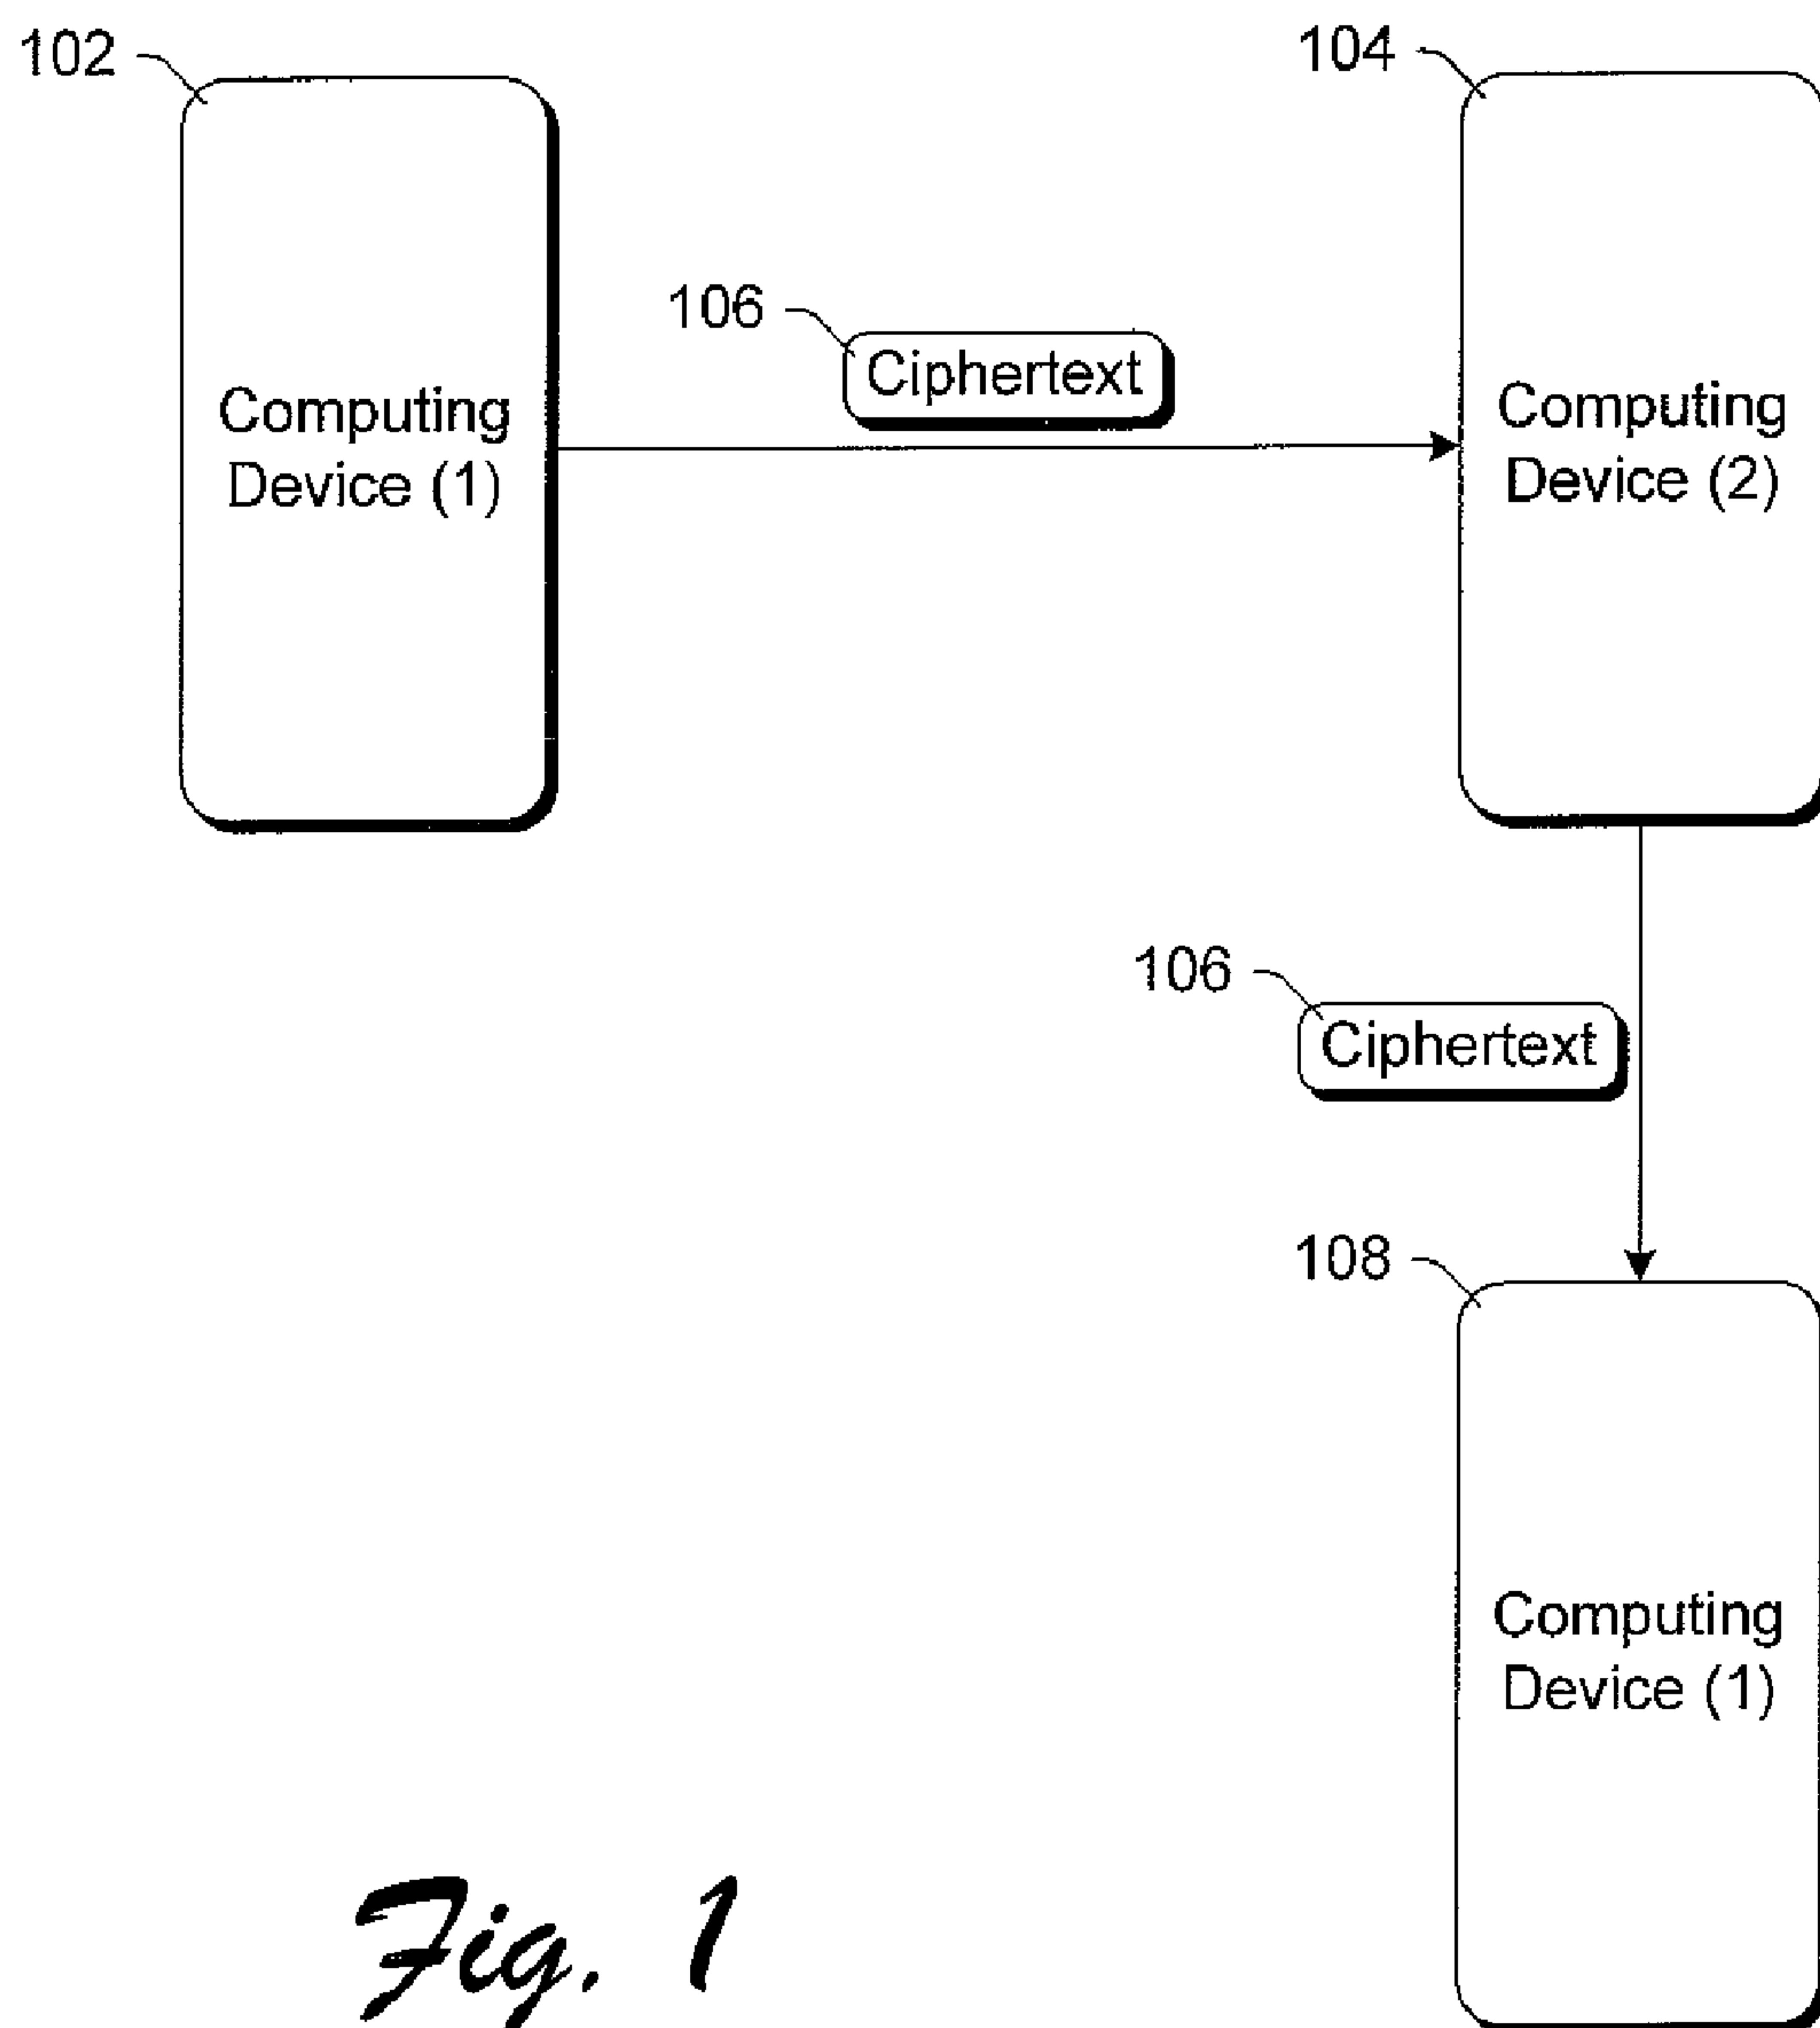 102
104
106
Ciphertext
Computing
Device (1)
Computing
Device (2)
106
Ciphertext
108
Computing
Device (1)
Fig. 1